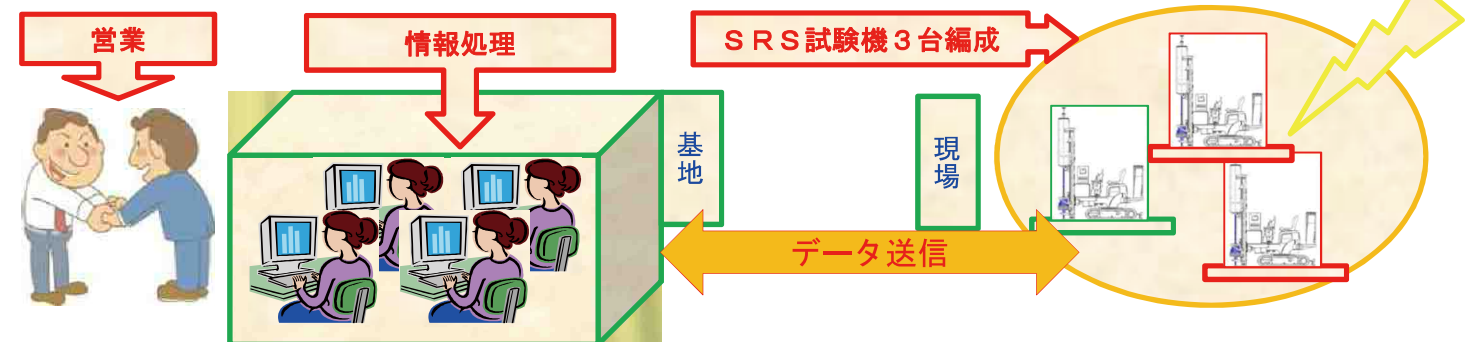 営業
情報処理
ＳＲＳ試験機３台編成
基地
現場
データ送信